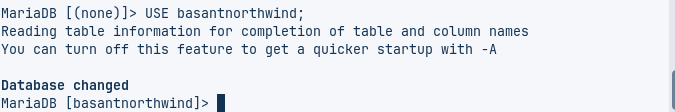 MariaDB [(none)]> USE basantnorthwind;
Reading table information for completion of table and column names
You can turn off this feature to get a quicker startup with -A

Database changed
MariaDB [basantnorthwind]>